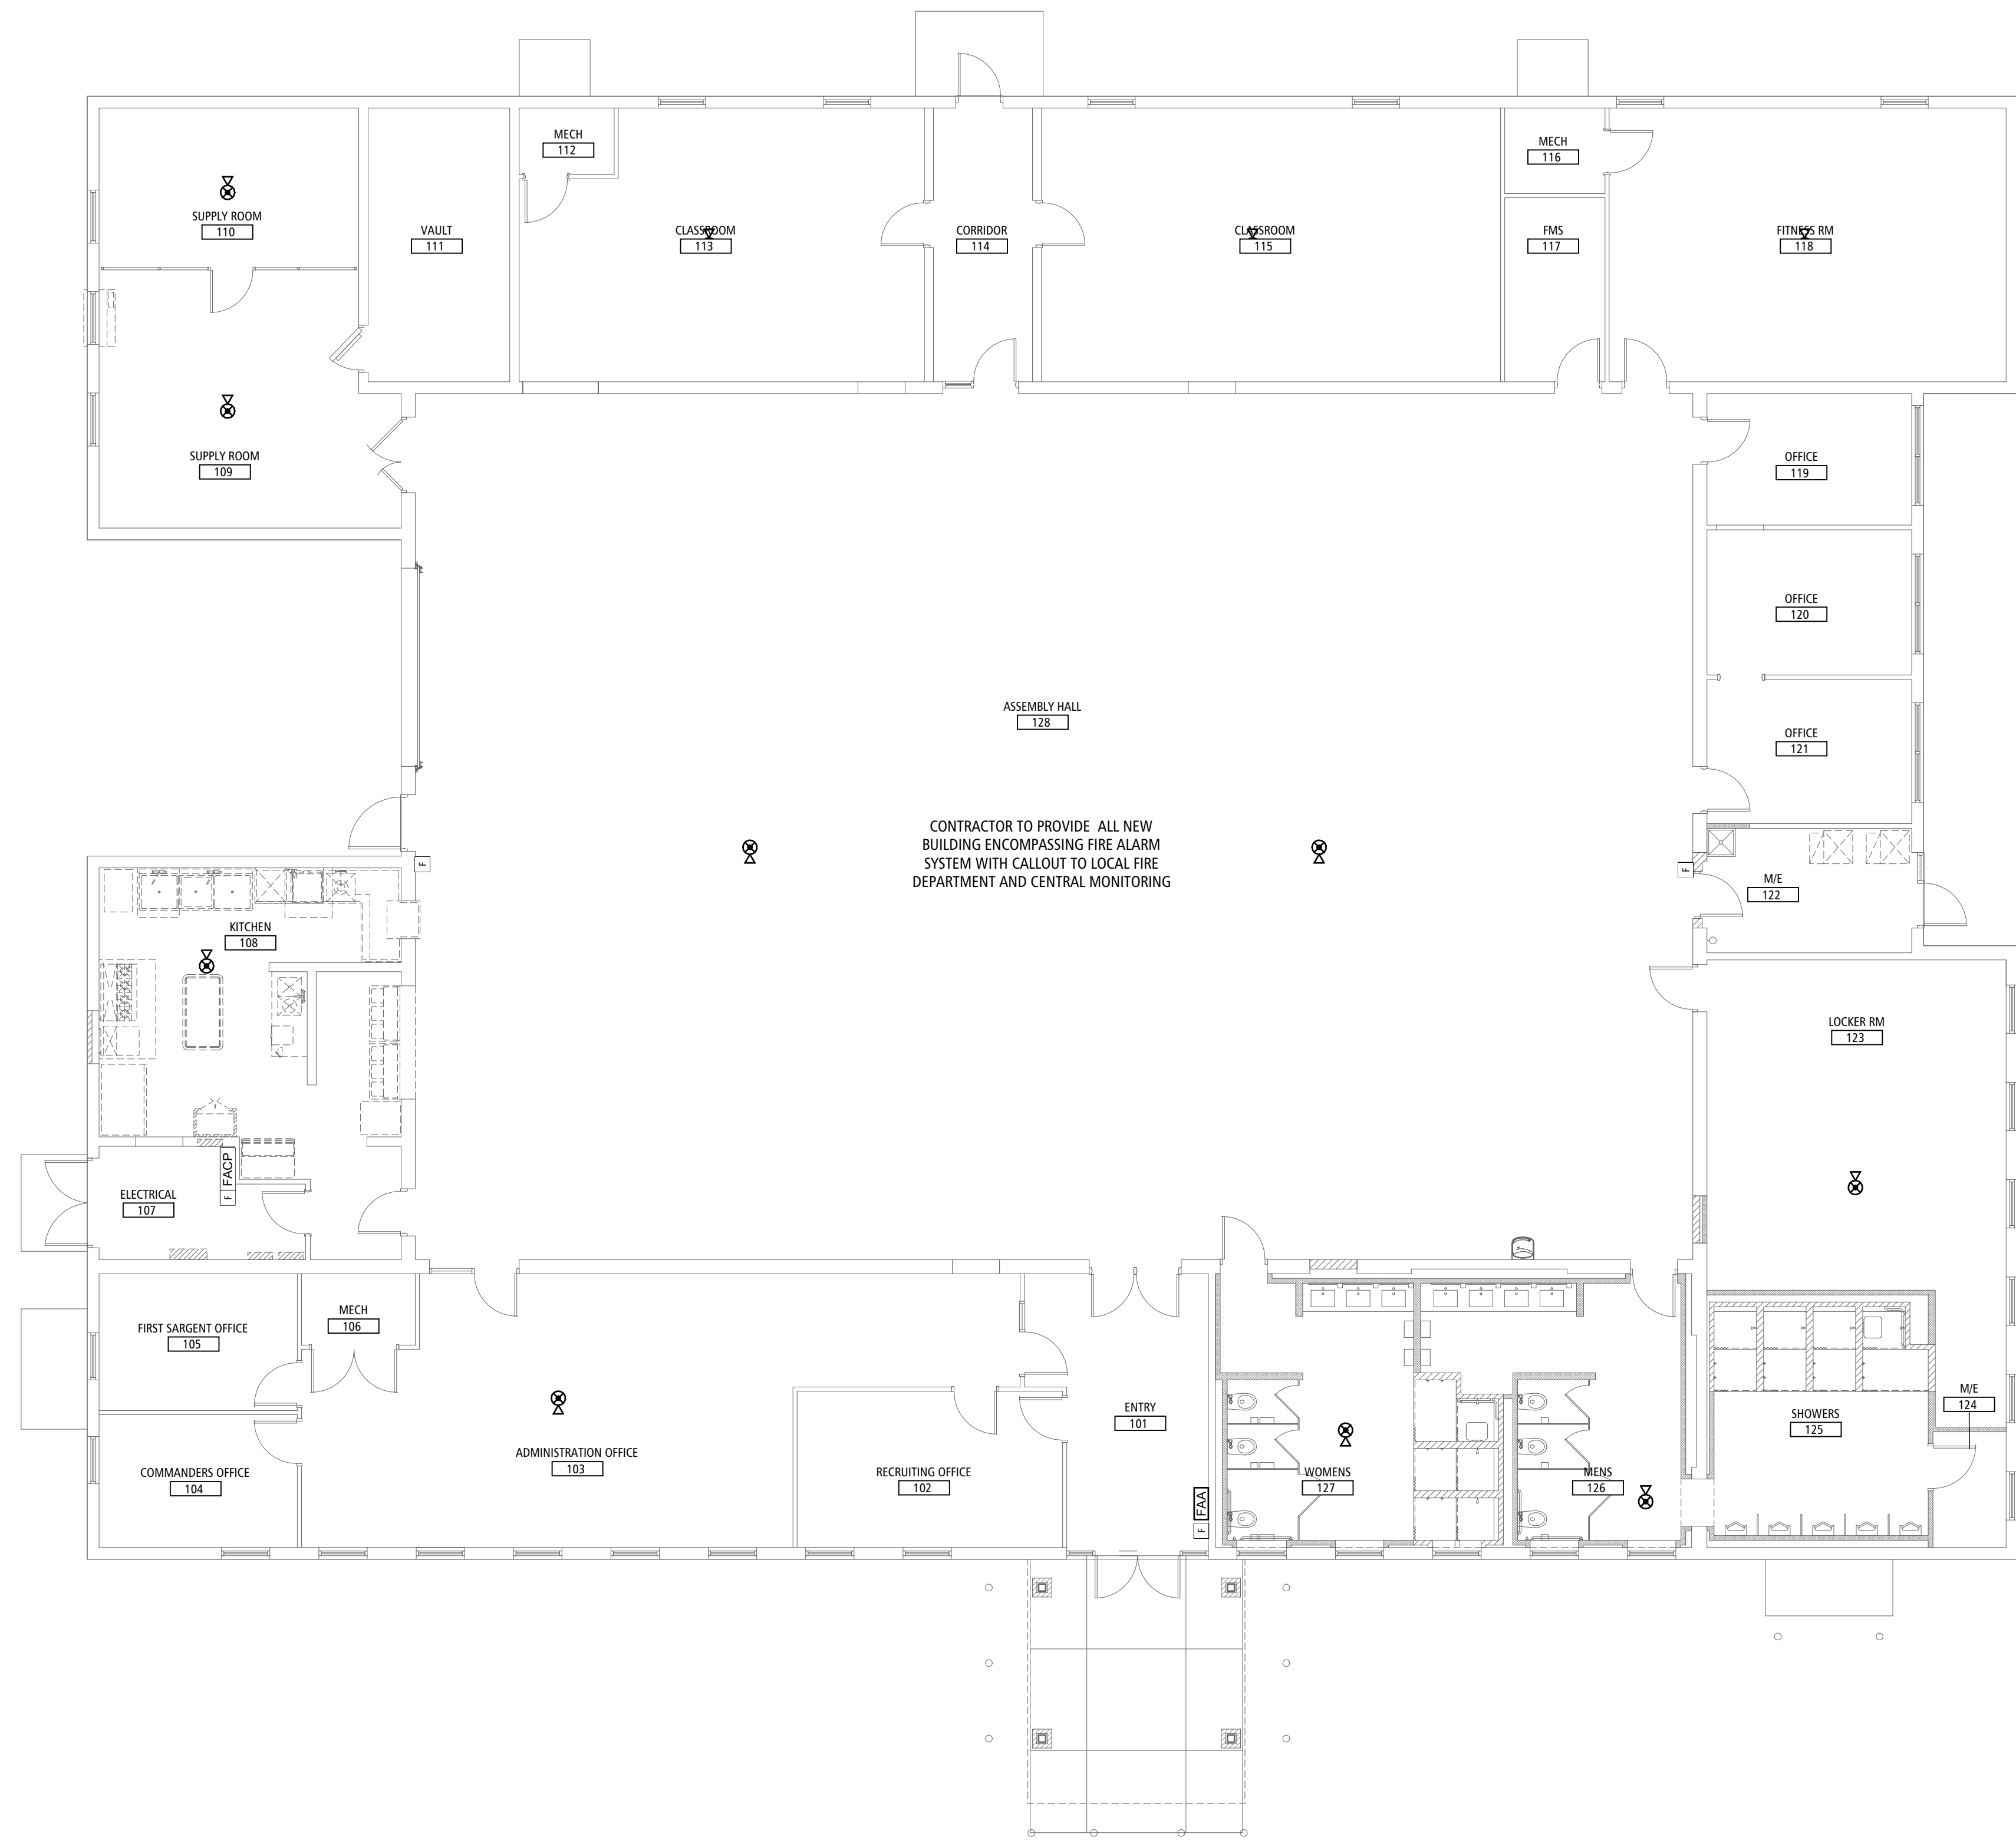 MECH
112
MECH
116
SUPPLY ROOM
110
VAULT
111
CLASSROOM
113
CORRIDOR
114
CLASSROOM
115
FMS
117
FITNESS RM
118
SUPPLY ROOM
109
OFFICE
119
OFFICE
120
ASSEMBLY HALL
128
OFFICE
121
CONTRACTOR TO PROVIDE ALL NEW
BUILDING ENCOMPASSING FIRE ALARM
SYSTEM WITH CALLOUT TO LOCAL FIRE
DEPARTMENT AND CENTRAL MONITORING
F
F
M/E
122
KITCHEN
108
LOCKER RM
123
FACP
F
ELECTRICAL
107
MECH
106
FIRST SARGENT OFFICE
105
M/E
124
ENTRY
101
SHOWERS
125
ADMINISTRATION OFFICE
103
COMMANDERS OFFICE
104
RECRUITING OFFICE
102
WOMENS
127
MENS
126
FAA
F